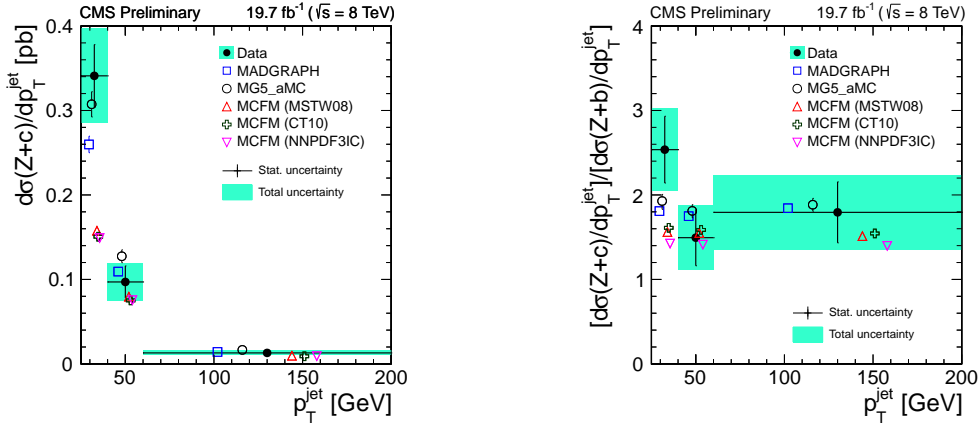 CMS Preliminary 19.7 fb⁻¹ (√s = 8 TeV)
dσ(Z+c)/dp_T^jet [pb]
0.4
0.3
0.2
0.1
0
Data
MADGRAPH
MG5_aMC
MCFM (MSTW08)
MCFM (CT10)
MCFM (NNPDF3IC)
Stat. uncertainty
Total uncertainty
50 100 150 200
p_T^jet [GeV]
CMS Preliminary 19.7 fb⁻¹ (√s = 8 TeV)
[dσ(Z+c)/dp_T^jet]/[dσ(Z+b)/dp_T^jet]
4
3
2
1
0
Data
MADGRAPH
MG5_aMC
MCFM (MSTW08)
MCFM (CT10)
MCFM (NNPDF3IC)
Stat. uncertainty
Total uncertainty
50 100 150 200
p_T^jet [GeV]